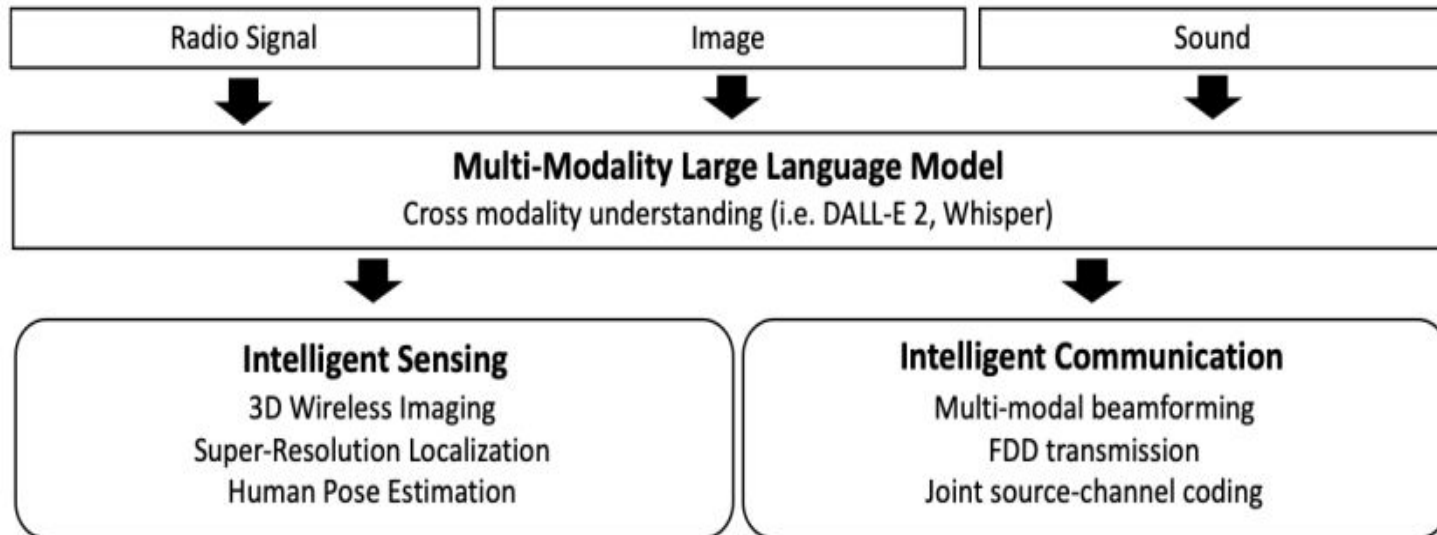 Radio Signal
Image
Sound
Multi-Modality Large Language Model
Cross modality understanding (i.e. DALL-E 2, Whisper)
Intelligent Sensing
3D Wireless Imaging
Super-Resolution Localization
Human Pose Estimation
Intelligent Communication
Multi-modal beamforming
FDD transmission
Joint source-channel coding